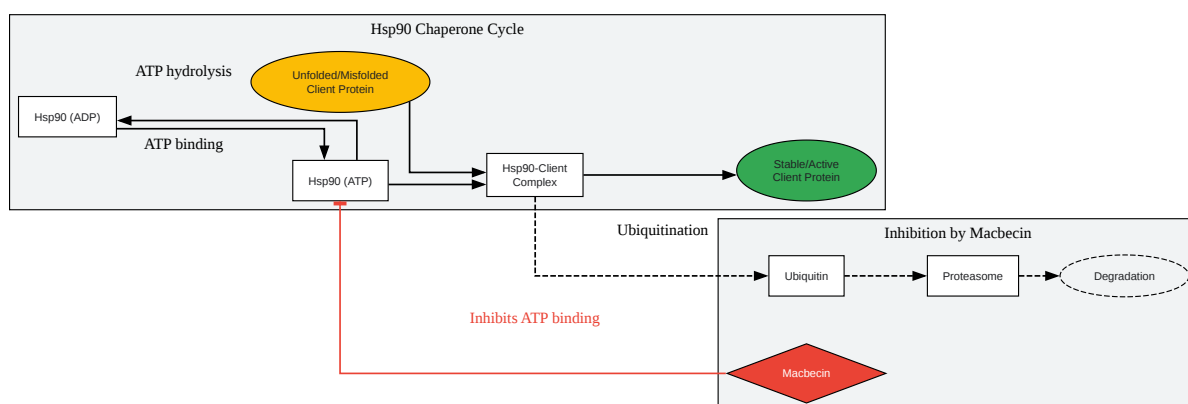 Hsp90 Chaperone Cycle
ATP hydrolysis
Unfolded/Misfolded
Client Protein
Hsp90 (ADP)
ATP binding
Hsp90 (ATP)
Hsp90-Client
Complex
Stable/Active
Client Protein
Ubiquitination
Inhibition by Macbecin
Ubiquitin
Proteasome
Degradation
Inhibits ATP binding
Macbecin